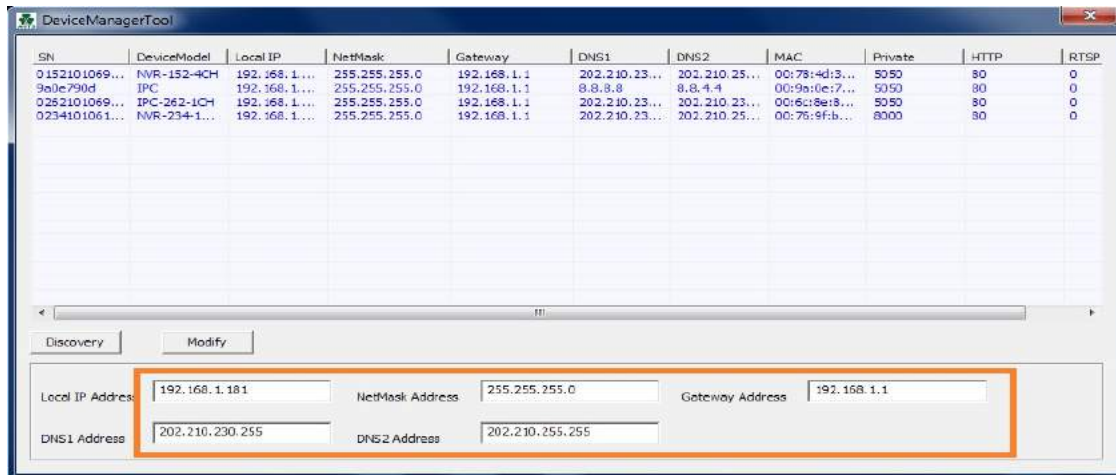 DeviceManagerTool
SN DeviceModel Local IP NetMask Gateway DNS1 DNS2 MAC Private HTTP RTSP
0152101069... NVR-152-4CH 192.168.1.... 255.255.255.0 192.168.1.1 202.210.23... 202.210.25... 00:78:4d:3... 5050 80 0
9a0e790d IPC 192.168.1.... 255.255.255.0 192.168.1.1 8.8.8.8 8.8.4.4 00:9a:0e:7... 5050 80 0
0262101069... IPC-262-1CH 192.168.1.... 255.255.255.0 192.168.1.1 202.210.23... 202.210.23... 00:6c:8e:8... 5050 80 0
0234101061... NVR-234-1... 192.168.1.... 255.255.255.0 192.168.1.1 202.210.23... 202.210.25... 00:76:9f:b... 8000 80 0
Discovery Modify
Local IP Address 192.168.1.181 NetMask Address 255.255.255.0 Gateway Address 192.168.1.1
DNS1 Address 202.210.230.255 DNS2 Address 202.210.255.255